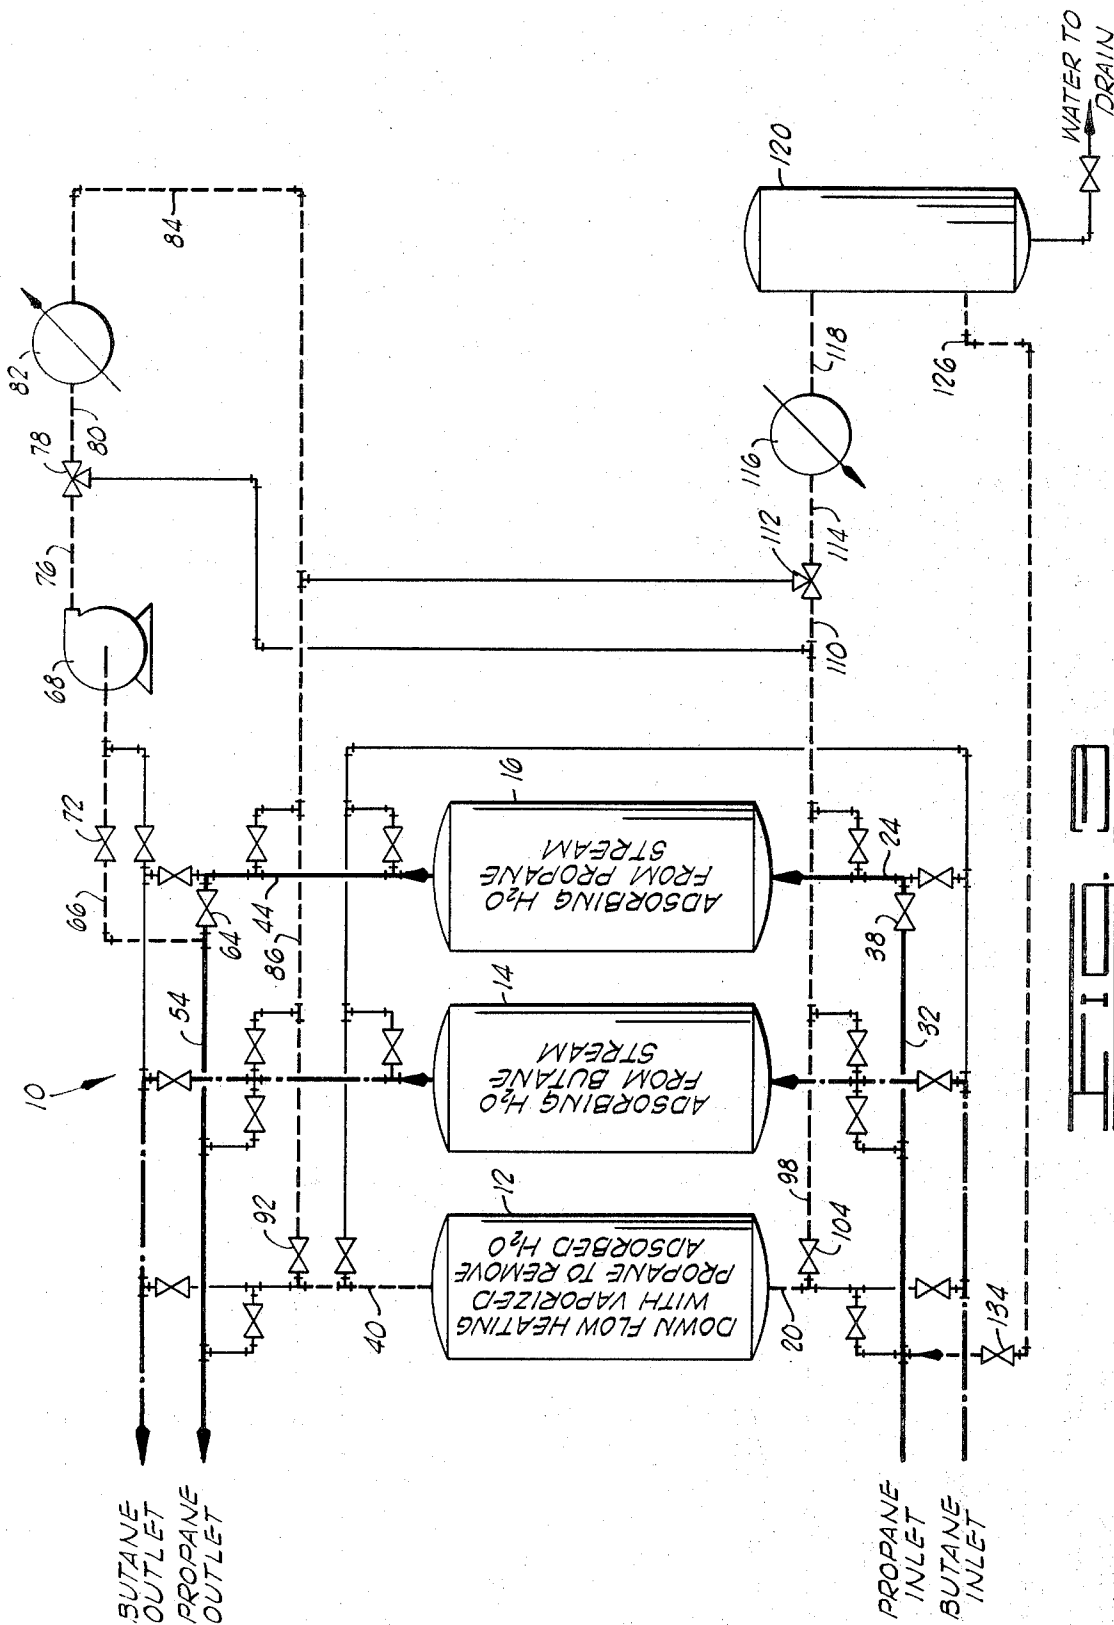 10
66
72
68
76
78
80
82
84
BUTANE
OUTLET
PROPANE
OUTLET
54
64
44
86
92
40
12
DOWN FLOW HEATING
WITH VAPORIZED
PROPANE TO REMOVE
ADSORBED H₂O
14
ADSORBING H₂O
FROM BUTANE
STREAM
16
ADSORBING H₂O
FROM PROPANE
STREAM
112
116
120
20
98
104
110
114
118
38
24
32
126
134
PROPANE
INLET
BUTANE
INLET
WATER TO
DRAIN